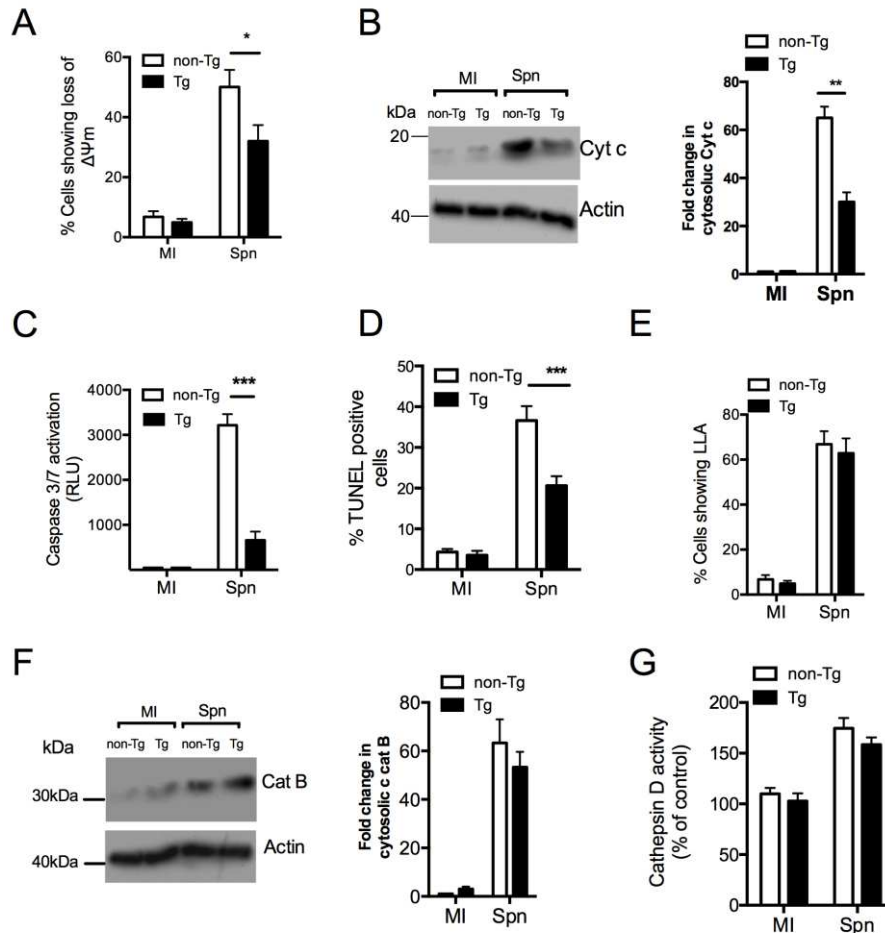 A
non-Tg
Tg
*
% Cells showing loss of
ΔΨm
60
40
20
0
MI
Spn
B
MI
Spn
kDa
non-Tg
Tg
non-Tg
Tg
20
Cyt c
40
Actin
non-Tg
Tg
**
Fold change in
cytosoluc Cyt c
80
60
40
20
0
MI
Spn
C
non-Tg
Tg
***
Caspase 3/7 activation
(RLU)
4000
3000
2000
1000
MI
Spn
D
non-Tg
Tg
***
% TUNEL positive
cells
50
40
30
20
10
0
MI
Spn
E
non-Tg
Tg
% Cells showing LLA
80
60
40
20
0
MI
Spn
F
MI
Spn
kDa
non-Tg
Tg
non-Tg
Tg
30kDa
Cat B
40kDa
Actin
non-Tg
Tg
Fold change in
cytosolic c cat B
80
60
40
20
0
MI
Spn
G
non-Tg
Tg
Cathepsin D activity
(% of control)
200
150
100
50
0
MI
Spn